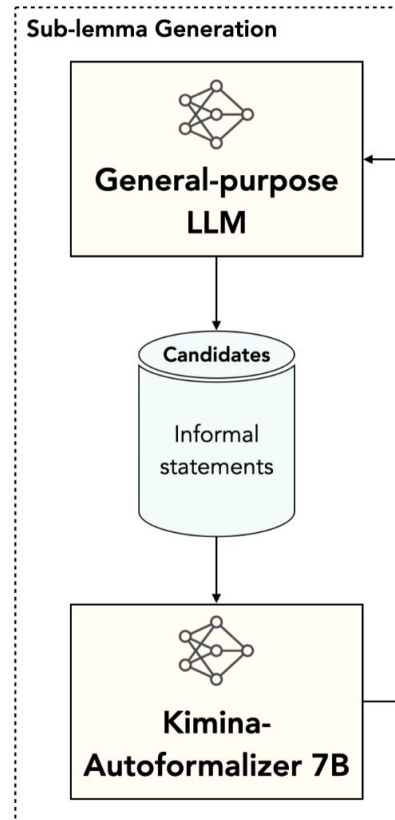 Sub-lemma Generation
General-purpose
LLM
Candidates
Informal
statements
Kimina-
Autoformalizer 7B